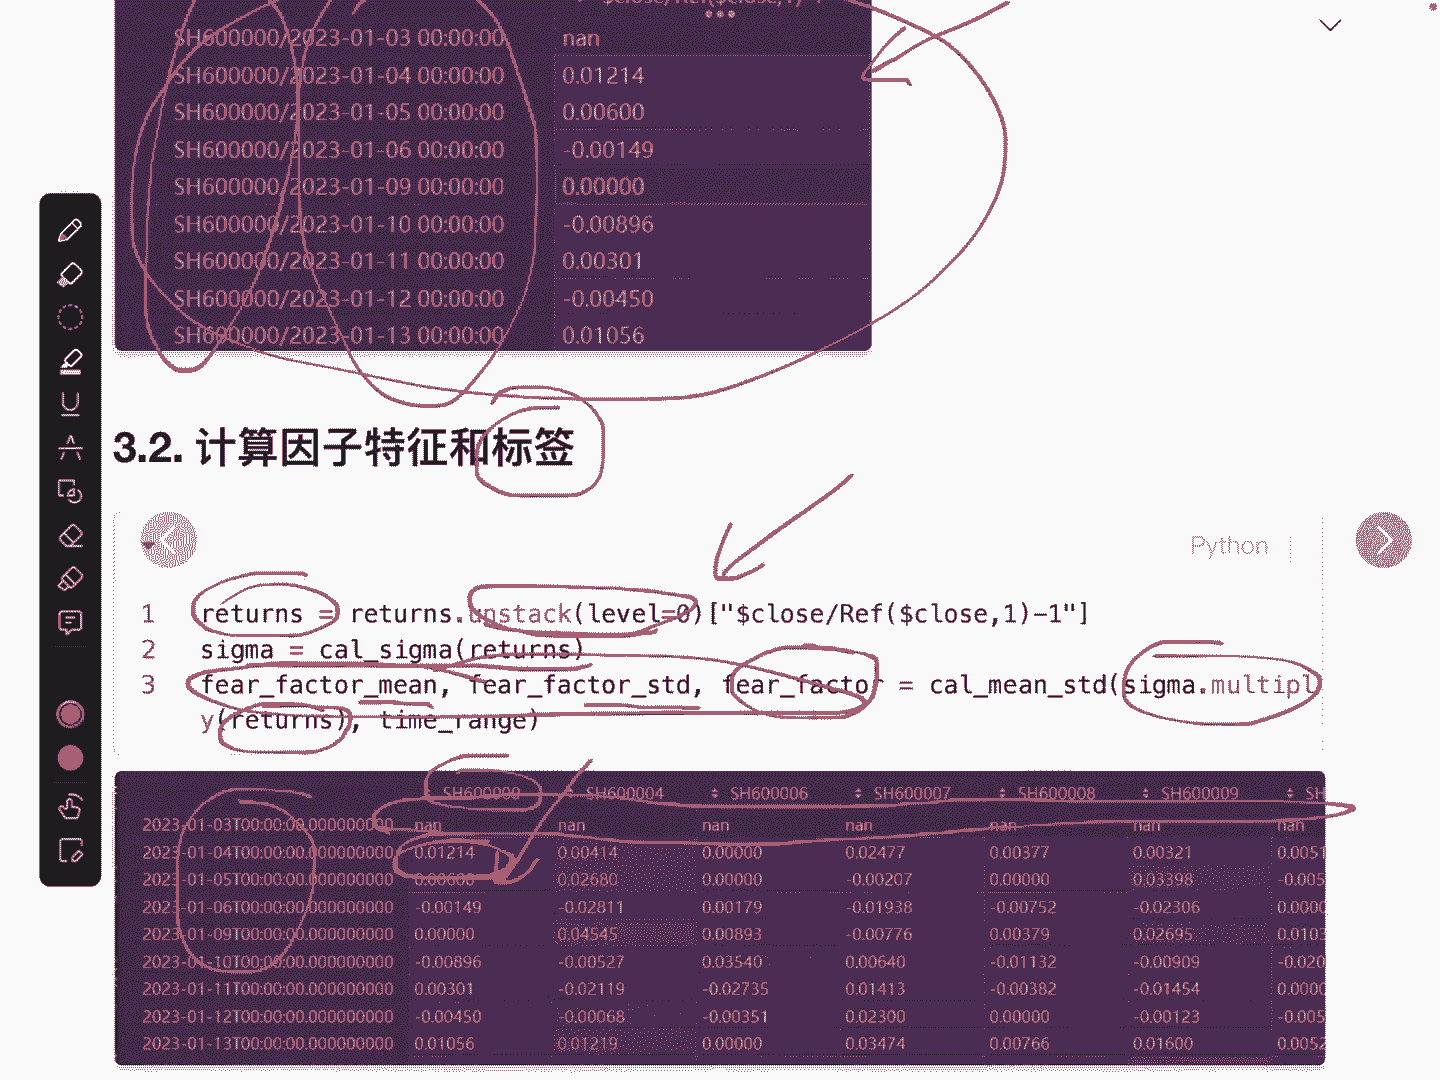 $close/Ref($close,1)-1
SH600000/2023-01-03 00:00:00 nan
SH600000/2023-01-04 00:00:00 0.01214
SH600000/2023-01-05 00:00:00 0.00600
SH600000/2023-01-06 00:00:00 -0.00149
SH600000/2023-01-09 00:00:00 0.00000
SH600000/2023-01-10 00:00:00 -0.00896
SH600000/2023-01-11 00:00:00 0.00301
SH600000/2023-01-12 00:00:00 -0.00450
SH600000/2023-01-13 00:00:00 0.01056
3.2. 计算因子特征和标签
Python
1 returns = returns.unstack(level=0)["$close/Ref($close,1)-1"]
2 sigma = cal_sigma(returns)
3 fear_factor_mean, fear_factor_std, fear_factor = cal_mean_std(sigma.multipl
y(returns), time_range)
SH600000 SH600004 SH600006 SH600007 SH600008 SH600009 SH
2023-01-03T00:00:00.000000000 nan nan nan nan nan nan nan
2023-01-04T00:00:00.000000000 0.01214 0.00414 0.00000 0.02477 0.00377 0.00321 0.0051
2023-01-05T00:00:00.000000000 0.00600 0.02680 0.00000 -0.00207 0.00000 0.03398 -0.005
2023-01-06T00:00:00.000000000 -0.00149 -0.02811 0.00179 -0.01938 -0.00752 -0.02306 0.0000
2023-01-09T00:00:00.000000000 0.00000 0.04545 0.00893 -0.00776 0.00379 0.02695 0.0103
2023-01-10T00:00:00.000000000 -0.00896 -0.00527 0.03540 0.00640 -0.01132 -0.00909 -0.020
2023-01-11T00:00:00.000000000 0.00301 -0.02119 -0.02735 0.01413 -0.00382 -0.01454 0.0000
2023-01-12T00:00:00.000000000 -0.00450 -0.00068 -0.00351 0.02300 0.00000 -0.00123 -0.005
2023-01-13T00:00:00.000000000 0.01056 0.01219 0.00000 0.03474 0.00766 0.01600 0.0052